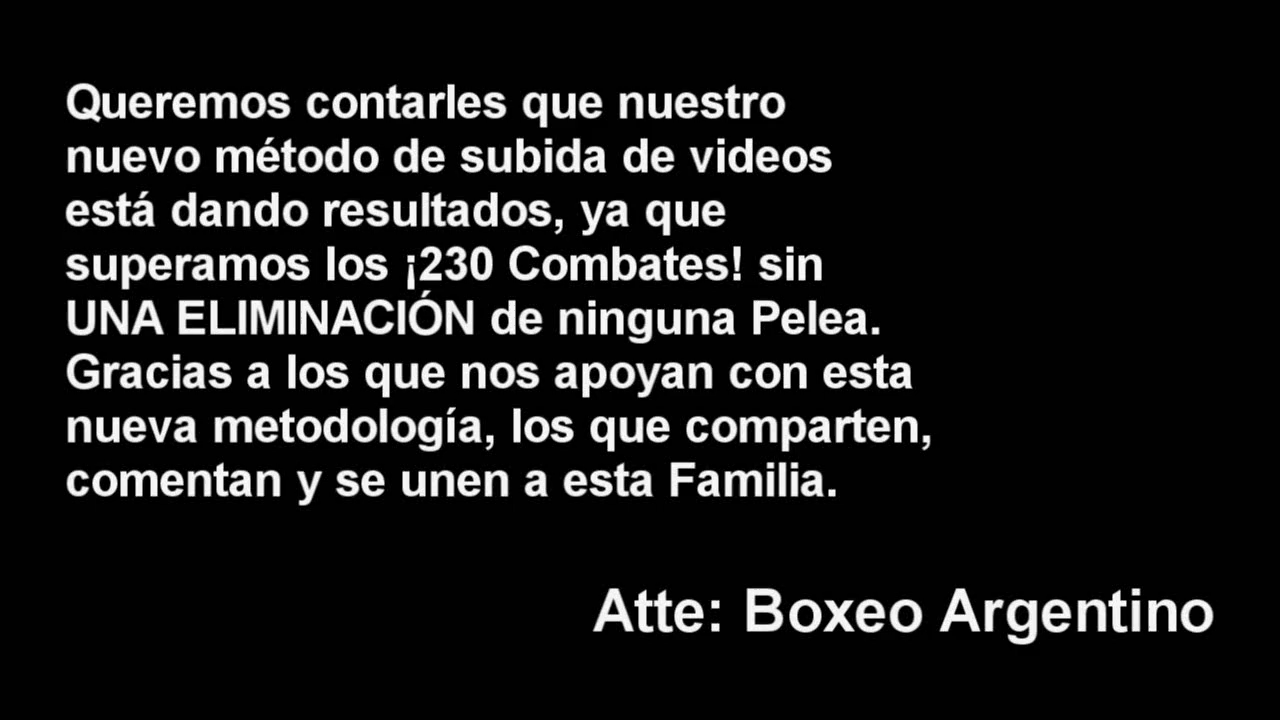 Queremos contarles que nuestro
nuevo método de subida de videos
está dando resultados, ya que
superamos los ¡230 Combates! sin
UNA ELIMINACIÓN de ninguna Pelea.
Gracias a los que nos apoyan con esta
nueva metodología, los que comparten,
comentan y se unen a esta Familia.
Atte: Boxeo Argentino